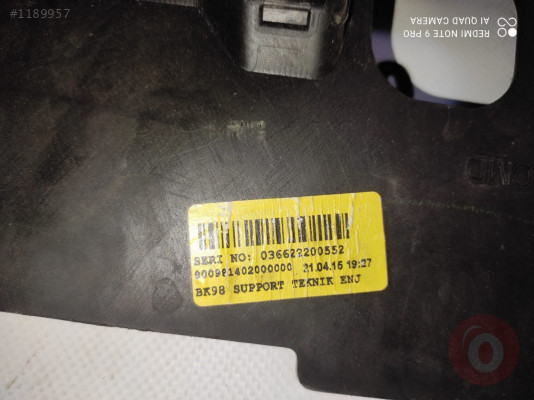 #1189957
REDMI NOTE 9 PRO
AI QUAD CAMERA
SERI NO: 036622200552
900991402000000 21.04.15 19:27
BK98 SUPPORT TEKNIK ENJ